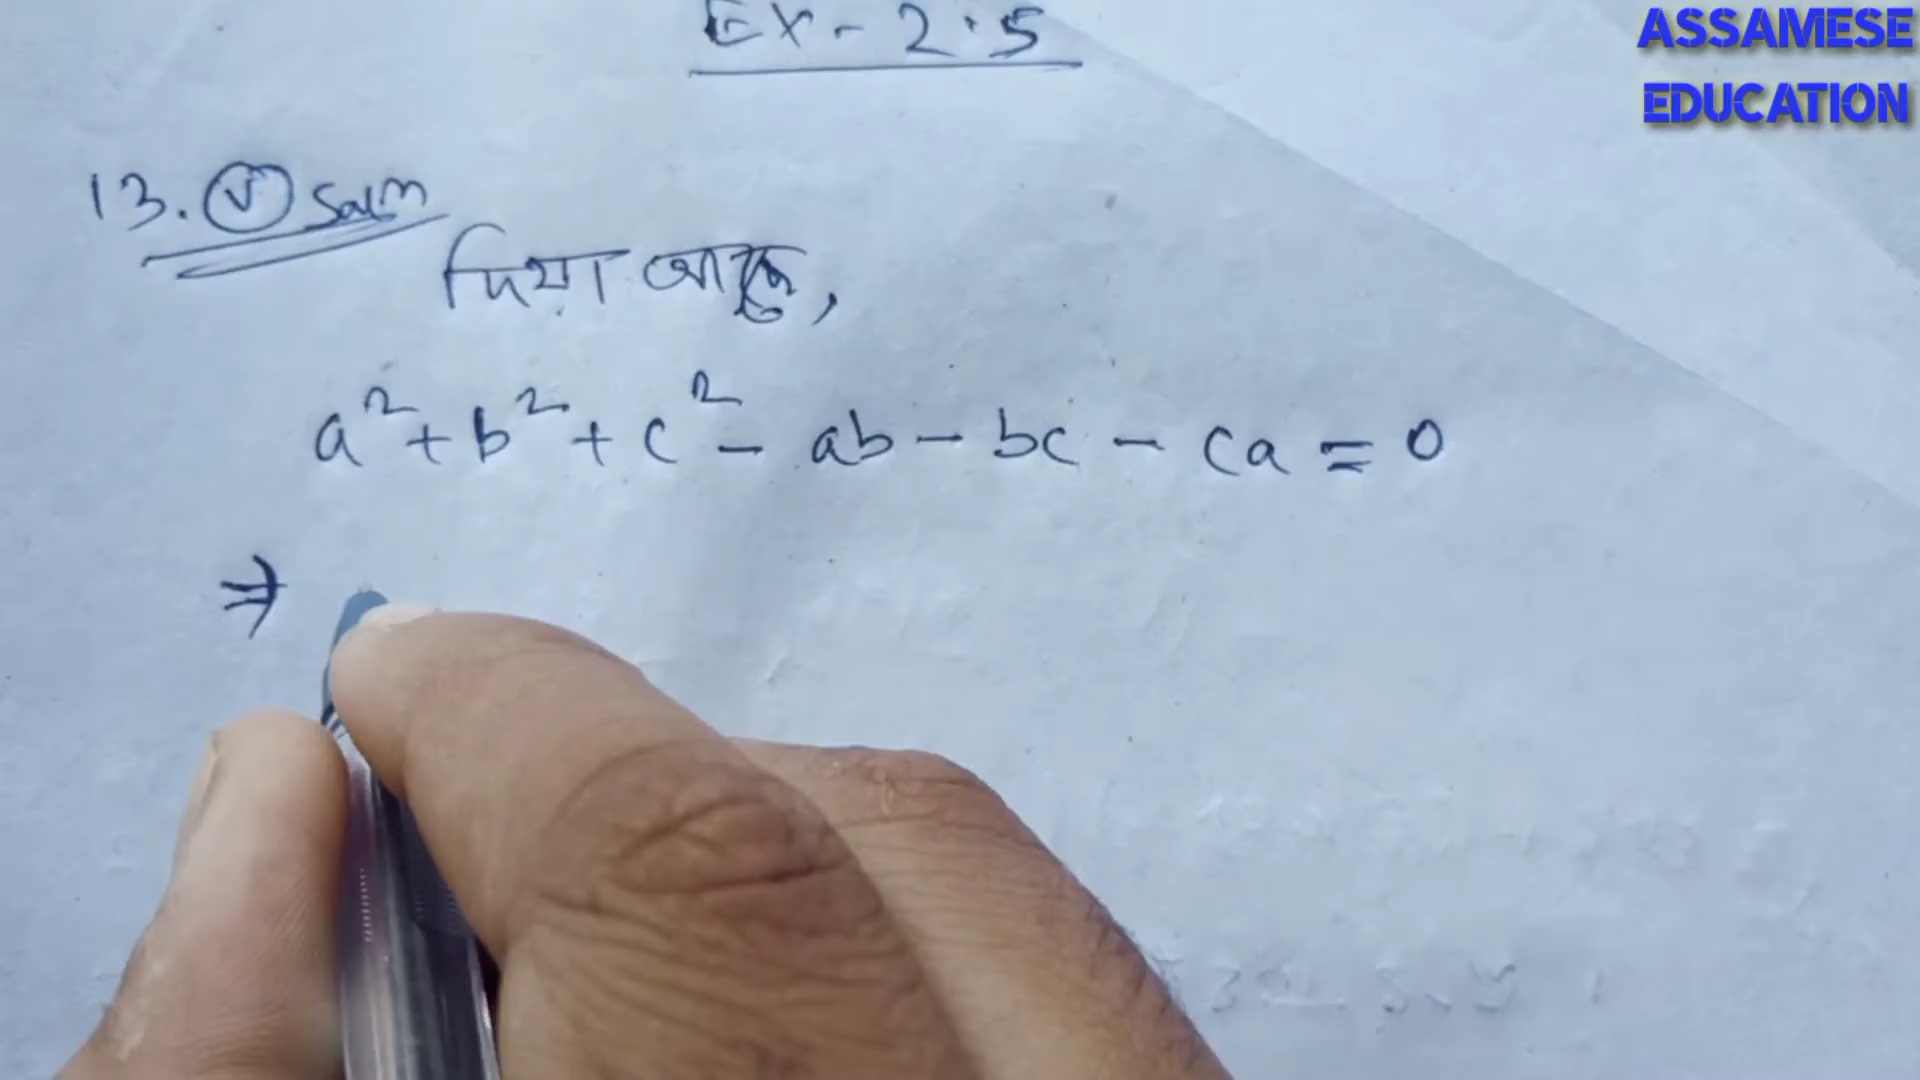 Ex - 2.5
ASSAMESE
EDUCATION
13. (v) Soln
দিয়া আছে,
a² + b² + c² - ab - bc - ca = 0
⇒